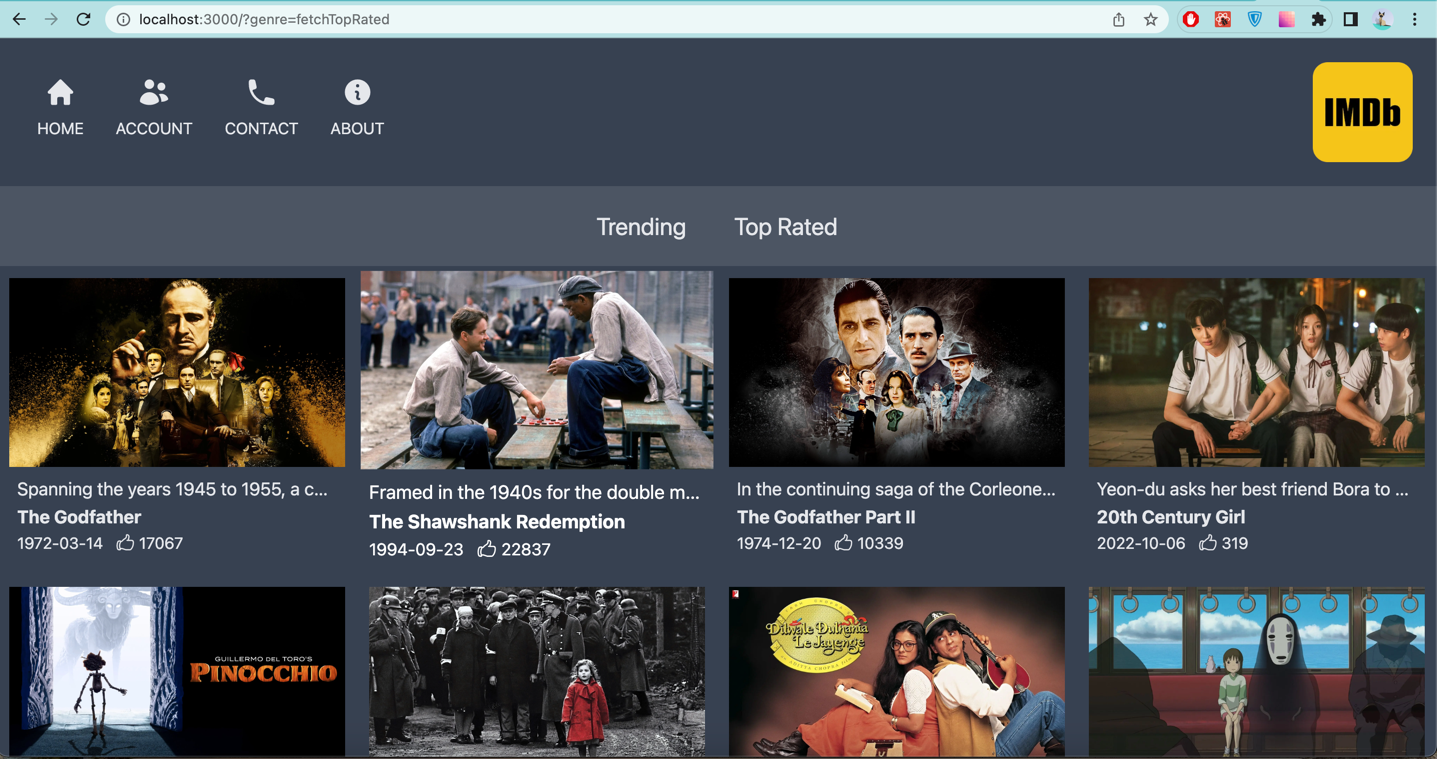 localhost:3000/?genre=fetchTopRated
HOME ACCOUNT CONTACT ABOUT
IMDb
Trending Top Rated
Spanning the years 1945 to 1955, a c...
The Godfather
1972-03-14 17067
Framed in the 1940s for the double m...
The Shawshank Redemption
1994-09-23 22837
In the continuing saga of the Corleone...
The Godfather Part II
1974-12-20 10339
Yeon-du asks her best friend Bora to ...
20th Century Girl
2022-10-06 319
GUILLERMO DEL TORO'S
PINOCCHIO
Dilwale Dulhania
Le Jayenge